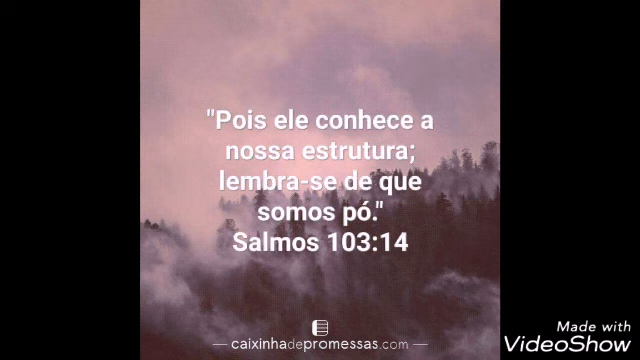 "Pois ele conhece a
nossa estrutura;
lembra-se de que
somos pó."
Salmos 103:14
caixinhadepromessas.com
Made with
VideoShow